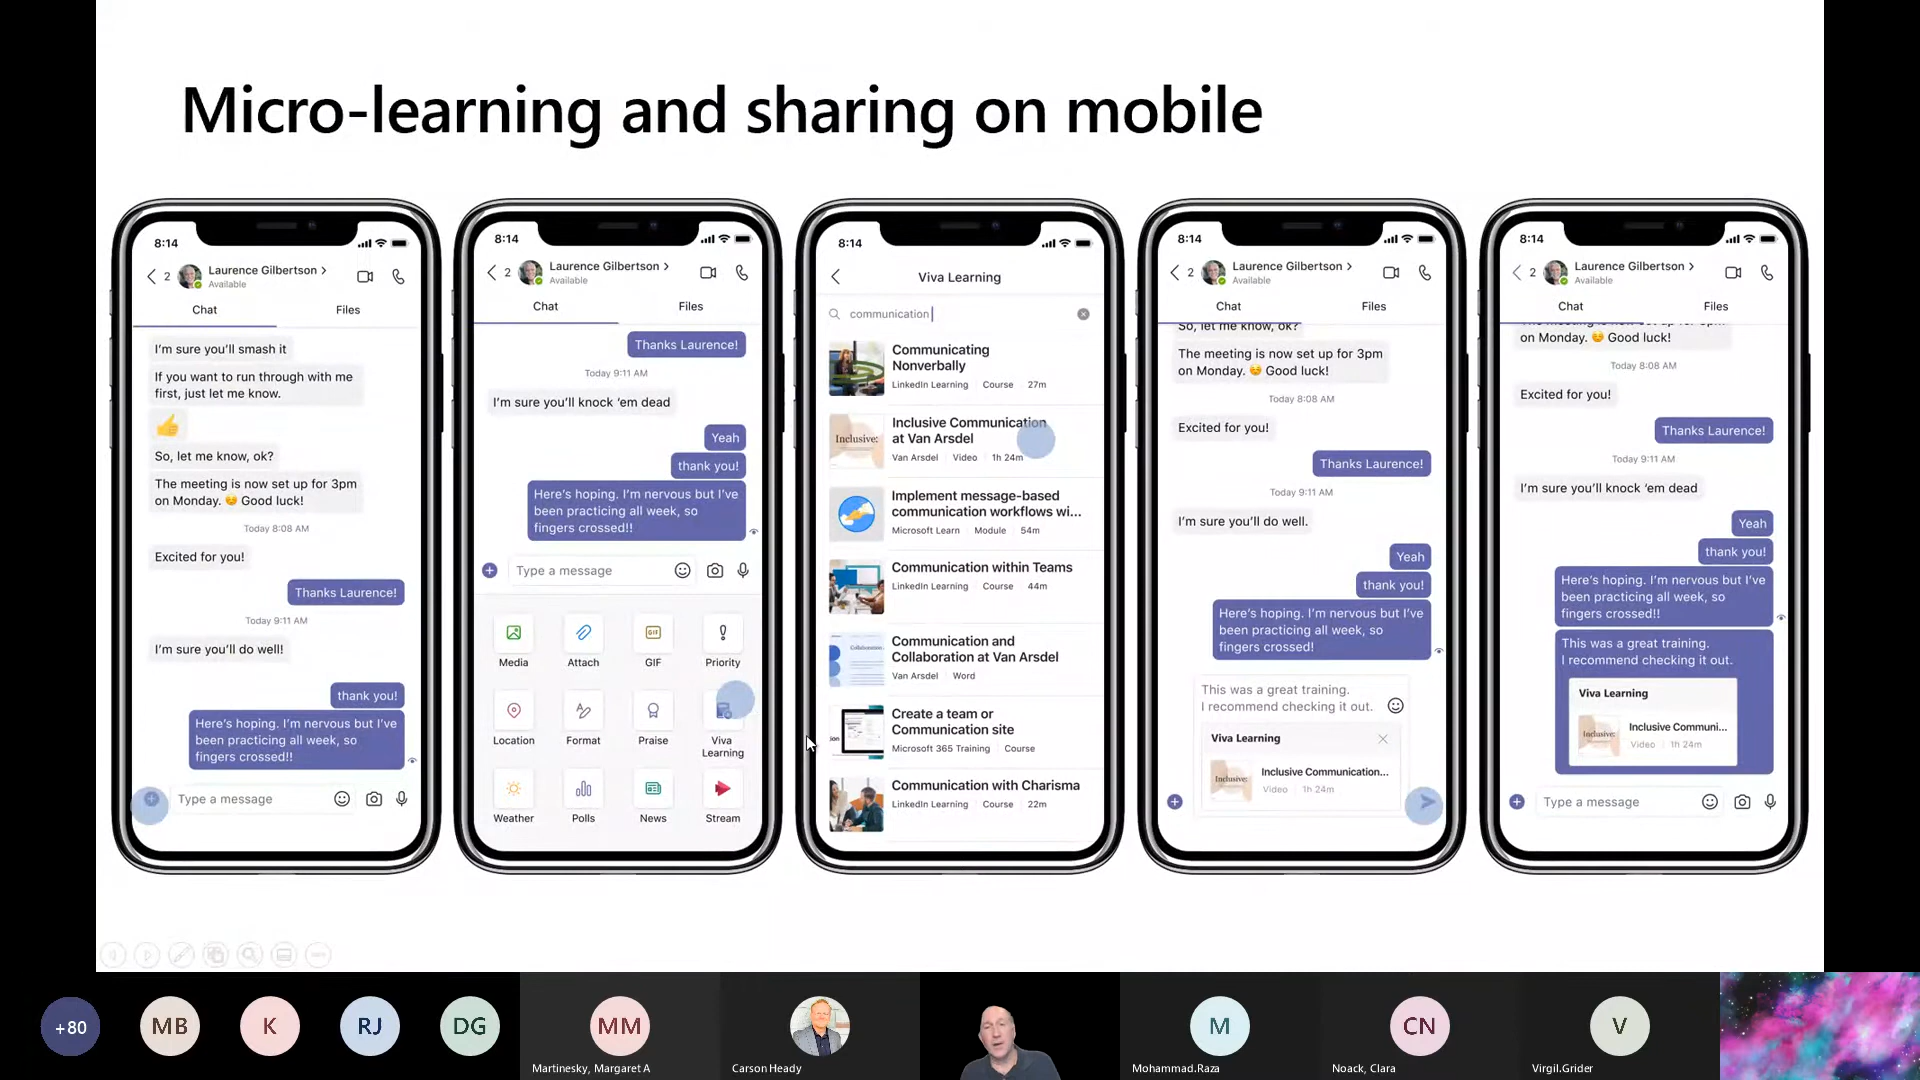 Micro-learning and sharing on mobile
8:14
2
Laurence Gilbertson >
Available
Chat
Files
I'm sure you'll smash it
If you want to run through with me
first, just let me know.
So, let me know, ok?
The meeting is now set up for 3pm
on Monday. 😌 Good luck!
Today 9:08 AM
Excited for you!
Thanks Laurence!
Today 9:11 AM
I'm sure you'll do well!
thank you!
Here's hoping. I'm nervous but I've
been practicing all week, so
fingers crossed!!
Type a message
8:14
2
Laurence Gilbertson >
Available
Chat
Files
Thanks Laurence!
Today 9:11 AM
I'm sure you'll knock 'em dead
Yeah
thank you!
Here's hoping. I'm nervous but I've
been practicing all week, so
fingers crossed!!
Type a message
Media
Attach
GIF
GIF
Priority
Location
Format
Praise
Viva
Learning
Weather
Polls
News
Stream
8:14
Viva Learning
communication
Communicating
Nonverbally
LinkedIn Learning | Course | 27m
Inclusive:
Inclusive Communication
at Van Arsdel
Van Arsdel | Video | 1h 24m
Implement message-based
communication workflows wi...
Microsoft Learn | Module | 54m
Communication within Teams
LinkedIn Learning | Course | 44m
Communication and
Collaboration at Van Arsdel
Van Arsdel | Word
Create a team or
Communication site
Microsoft 365 Training | Course
Communication with Charisma
LinkedIn Learning | Course | 22m
8:14
2
Laurence Gilbertson >
Available
Chat
Files
So, let me know, ok?
The meeting is now set up for 3pm
on Monday. 😌 Good luck!
Today 8:08 AM
Excited for you!
Thanks Laurence!
Today 9:11 AM
I'm sure you'll do well.
Yeah
thank you!
Here's hoping. I'm nervous but I've
been practicing all week, so
fingers crossed!
This was a great training.
I recommend checking it out.
Viva Learning
Inclusive:
Inclusive Communication...
Video | 1h 24m
8:14
2
Laurence Gilbertson >
Available
Chat
Files
on Monday. 😌 Good luck!
Today 8:08 AM
Excited for you!
Thanks Laurence!
Today 9:11 AM
I'm sure you'll knock 'em dead
Yeah
thank you!
Here's hoping. I'm nervous but I've
been practicing all week, so
fingers crossed!!
This was a great training.
I recommend checking it out.
Viva Learning
Inclusive:
Inclusive Communi...
Video | 1h 24m
Type a message
+80
MB
K
RJ
DG
MM
Martinesky, Margaret A
Carson Heady
M
Mohammad.Raza
CN
Noack, Clara
V
Virgil.Grider